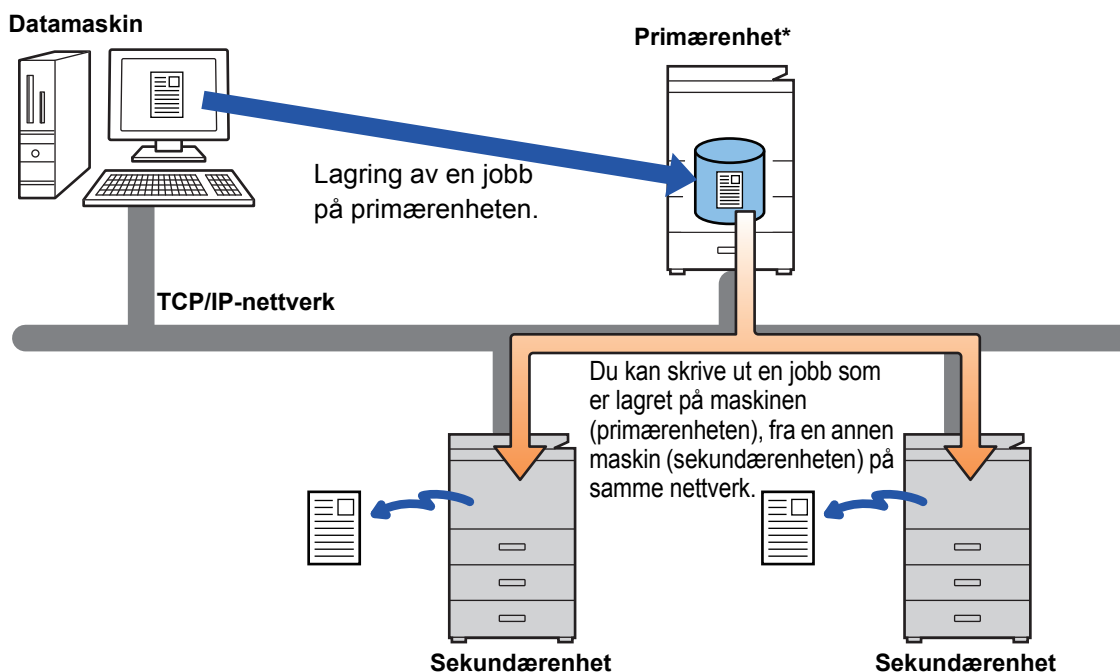 Datamaskin
Primærenhet*
Lagring av en jobb
på primærenheten.
TCP/IP-nettverk
Du kan skrive ut en jobb som
er lagret på maskinen
(primærenheten), fra en annen
maskin (sekundærenheten) på
samme nettverk.
Sekundærenhet
Sekundærenhet